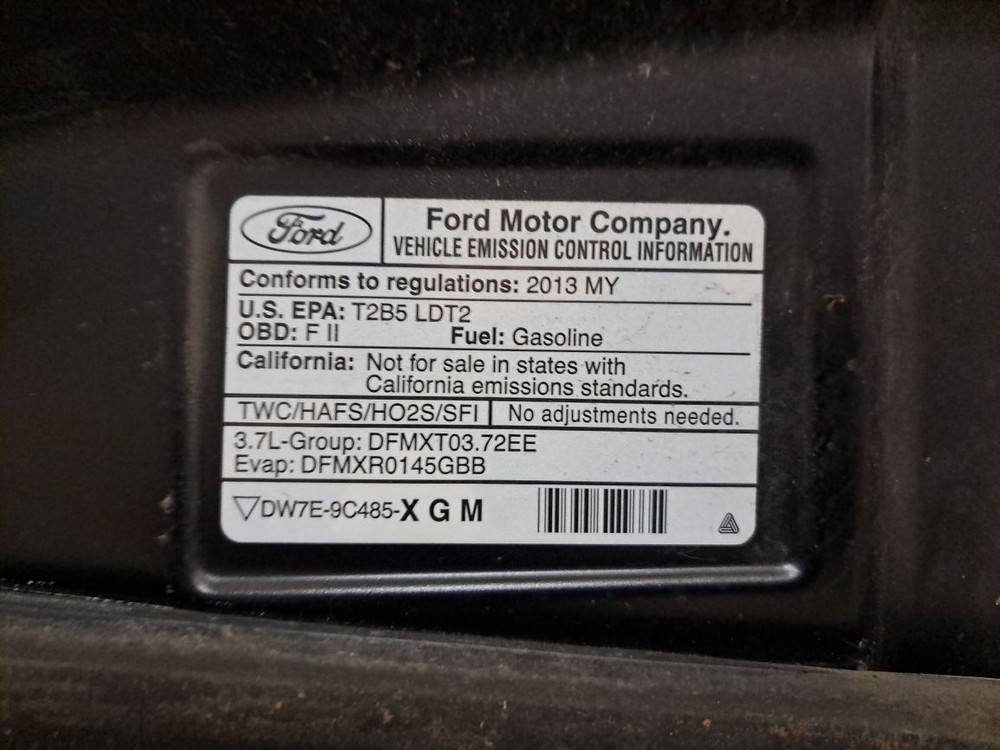 Ford
Ford Motor Company.
VEHICLE EMISSION CONTROL INFORMATION
Conforms to regulations: 2013 MY
U.S. EPA: T2B5 LDT2
OBD: F II Fuel: Gasoline
California: Not for sale in states with
California emissions standards.
TWC/HAFS/HO2S/SFI No adjustments needed.
3.7L-Group: DFMXT03.72EE
Evap: DFMXR0145GBB
DW7E-9C485-X G M